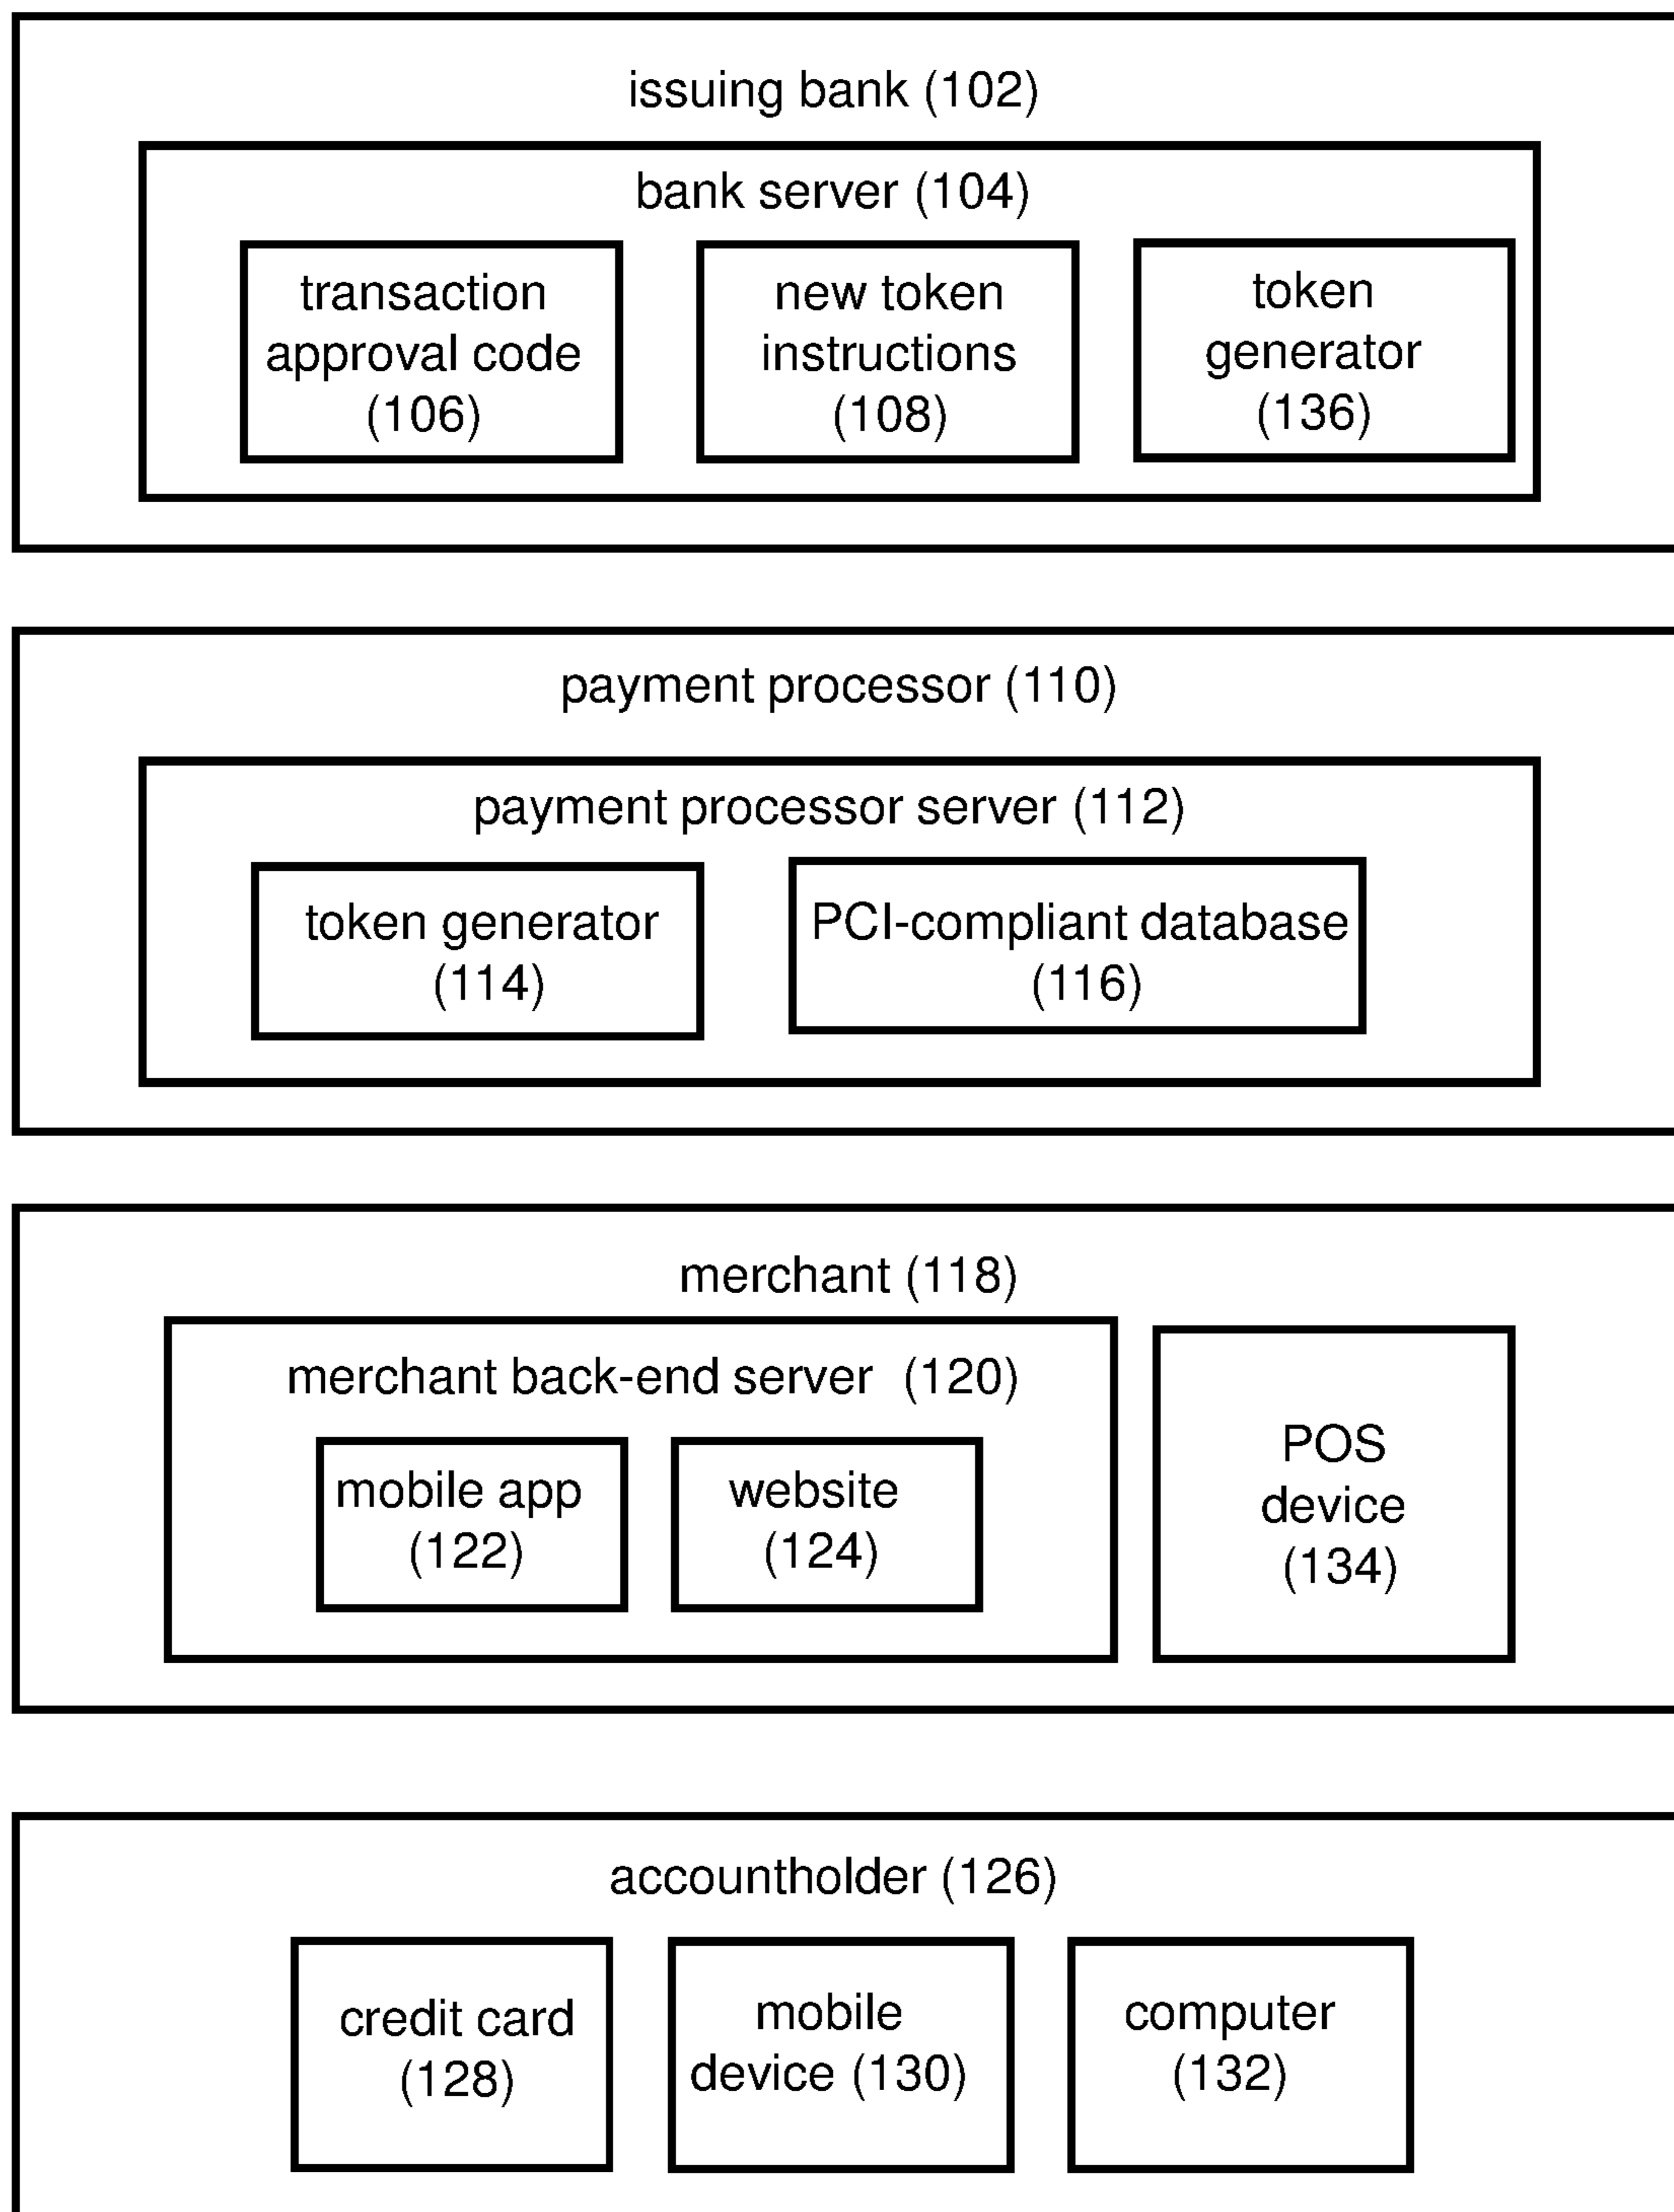 issuing bank (102)
bank server (104)
transaction
approval code
(106)
new token
instructions
(108)
token
generator
(136)
payment processor (110)
payment processor server (112)
token generator
(114)
PCI-compliant database
(116)
merchant (118)
merchant back-end server (120)
mobile app
(122)
website
(124)
POS
device
(134)
accountholder (126)
credit card
(128)
mobile
device (130)
computer
(132)